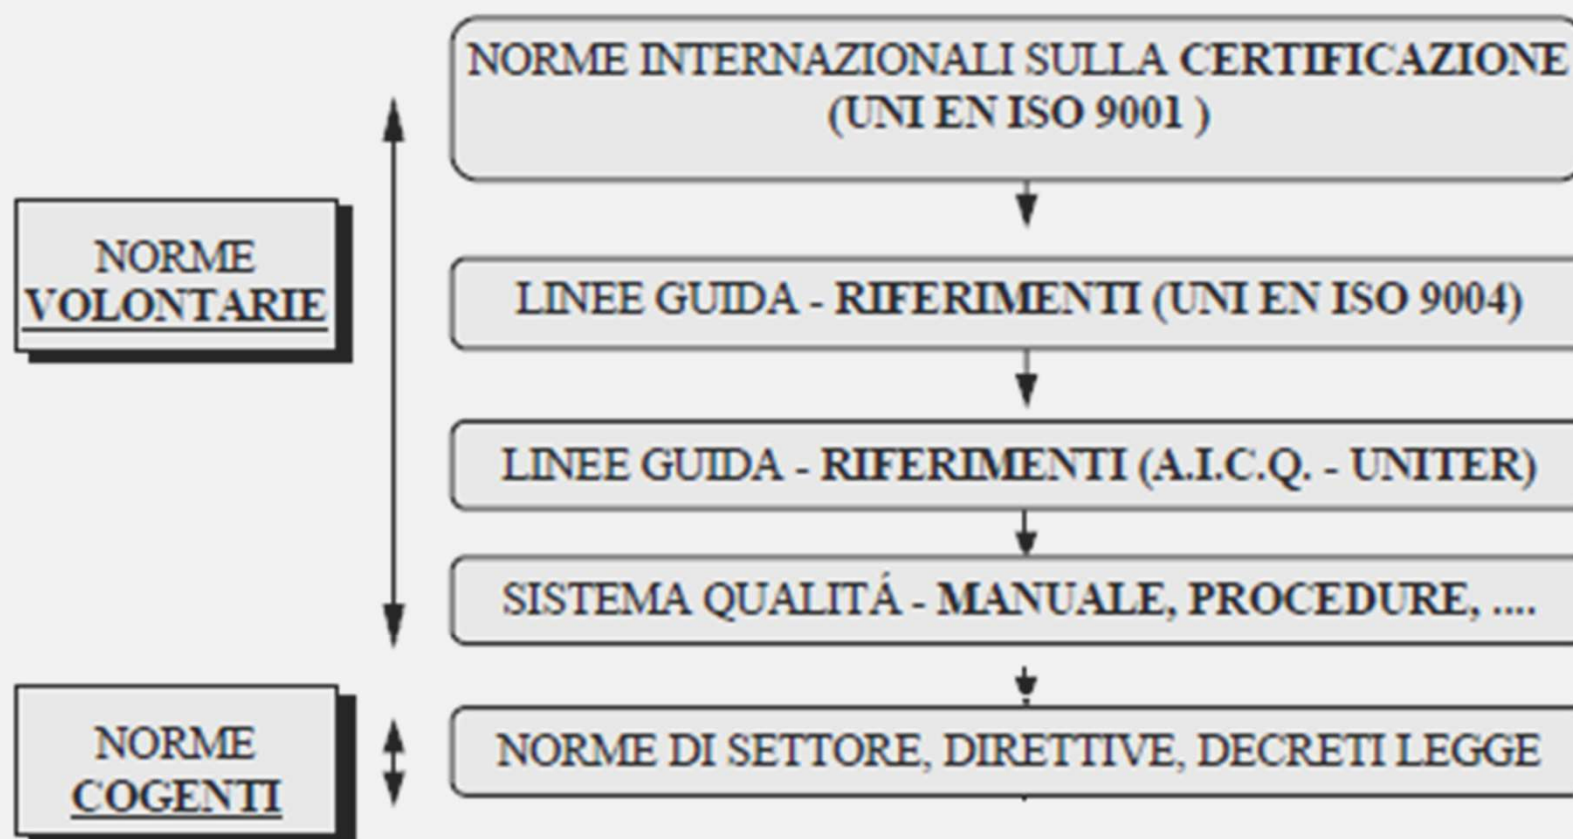 NORME INTERNAZIONALI SULLA CERTIFICAZIONE
(UNI EN ISO 9001 )
NORME
VOLONTARIE
LINEE GUIDA - RIFERIMENTI (UNI EN ISO 9004)
LINEE GUIDA - RIFERIMENTI (A.I.C.Q. - UNITER)
SISTEMA QUALITÁ - MANUALE, PROCEDURE, ....
NORME
COGENTI
NORME DI SETTORE, DIRETTIVE, DECRETI LEGGE